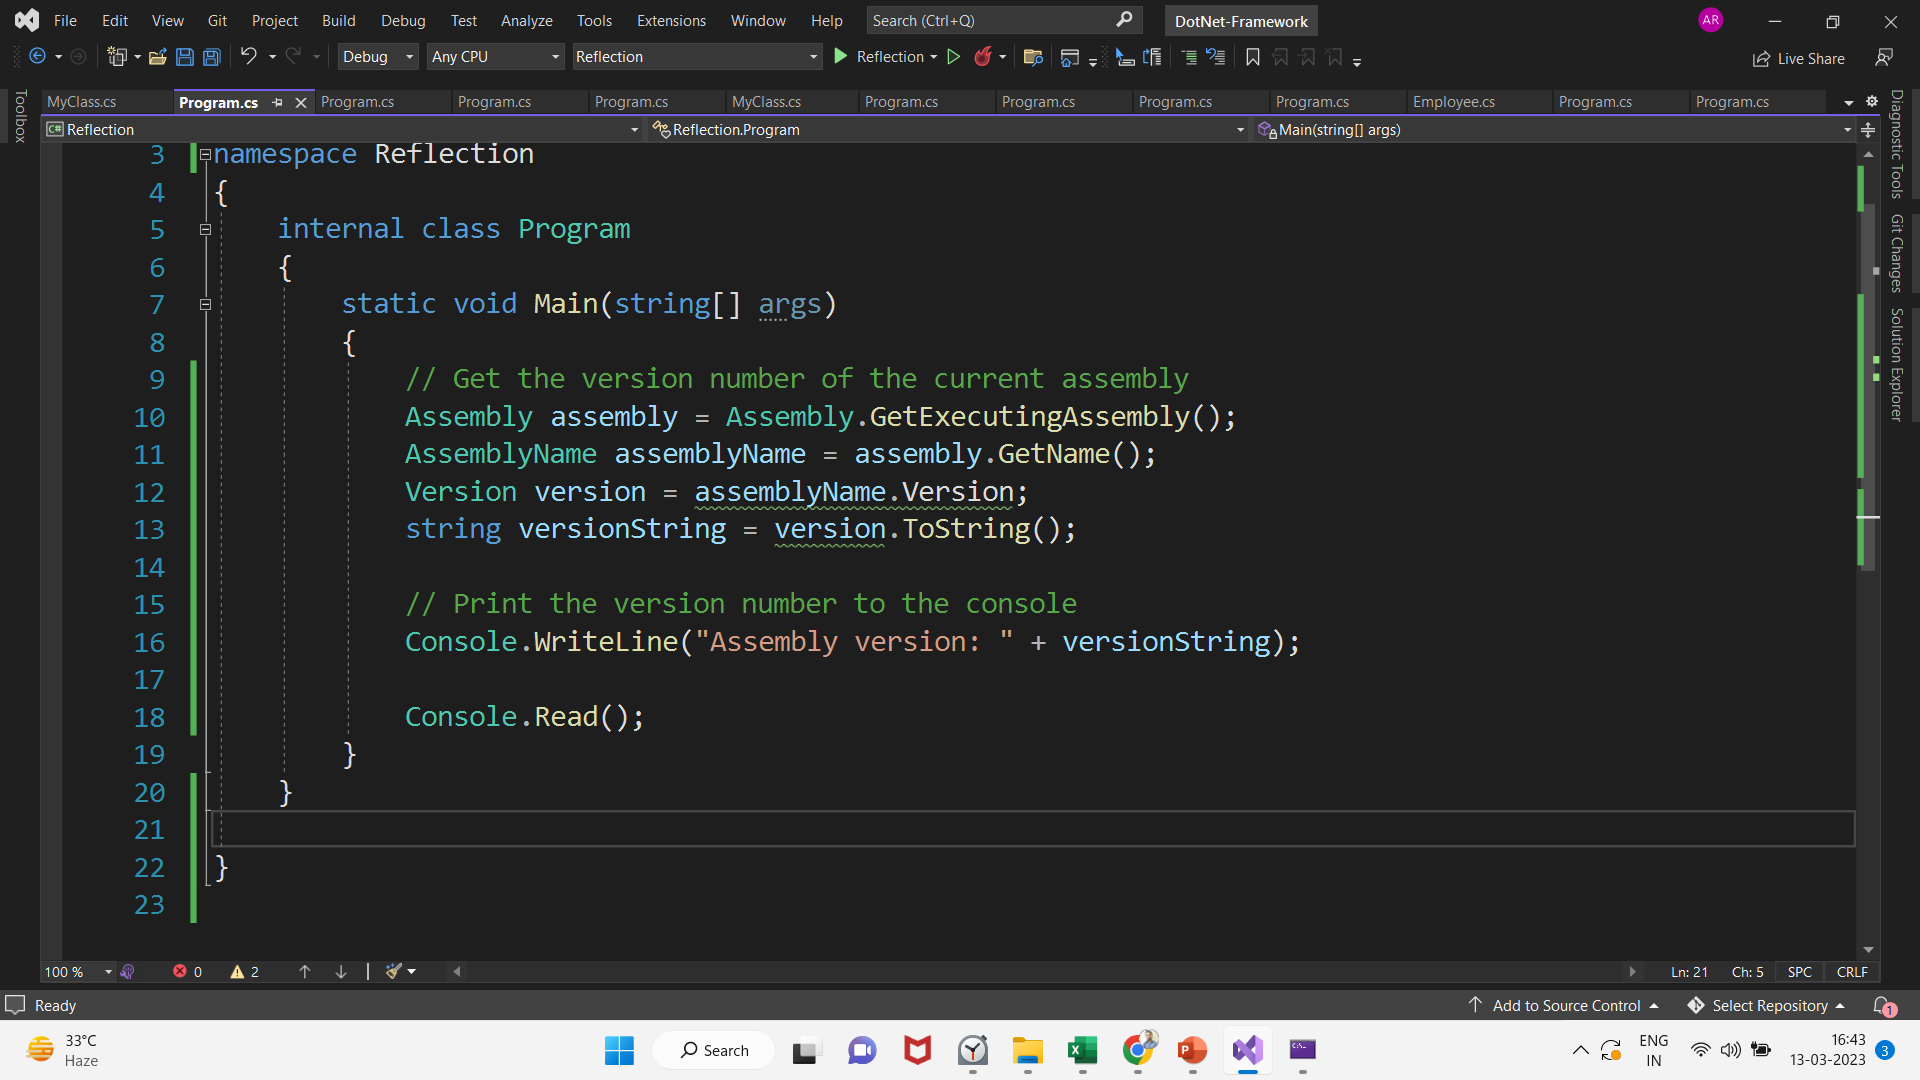 File Edit View Git Project Build Debug Test Analyze Tools Extensions Window Help Search (Ctrl+Q) DotNet-Framework AR
Debug Any CPU Reflection Reflection Live Share
MyClass.cs Program.cs Program.cs Program.cs Program.cs MyClass.cs Program.cs Program.cs Program.cs Program.cs Employee.cs Program.cs Program.cs
C# Reflection Reflection.Program Main(string[] args)
Toolbox
Diagnostic Tools
Git Changes
Solution Explorer
3 namespace Reflection
4 {
5 internal class Program
6 {
7 static void Main(string[] args)
8 {
9 // Get the version number of the current assembly
10 Assembly assembly = Assembly.GetExecutingAssembly();
11 AssemblyName assemblyName = assembly.GetName();
12 Version version = assemblyName.Version;
13 string versionString = version.ToString();
14
15 // Print the version number to the console
16 Console.WriteLine("Assembly version: " + versionString);
17
18 Console.Read();
19 }
20 }
21
22 }
23
100 % 0 2 Ln: 21 Ch: 5 SPC CRLF
Ready Add to Source Control Select Repository 1
33°C
Haze
Search
ENG
IN
16:43
13-03-2023
3